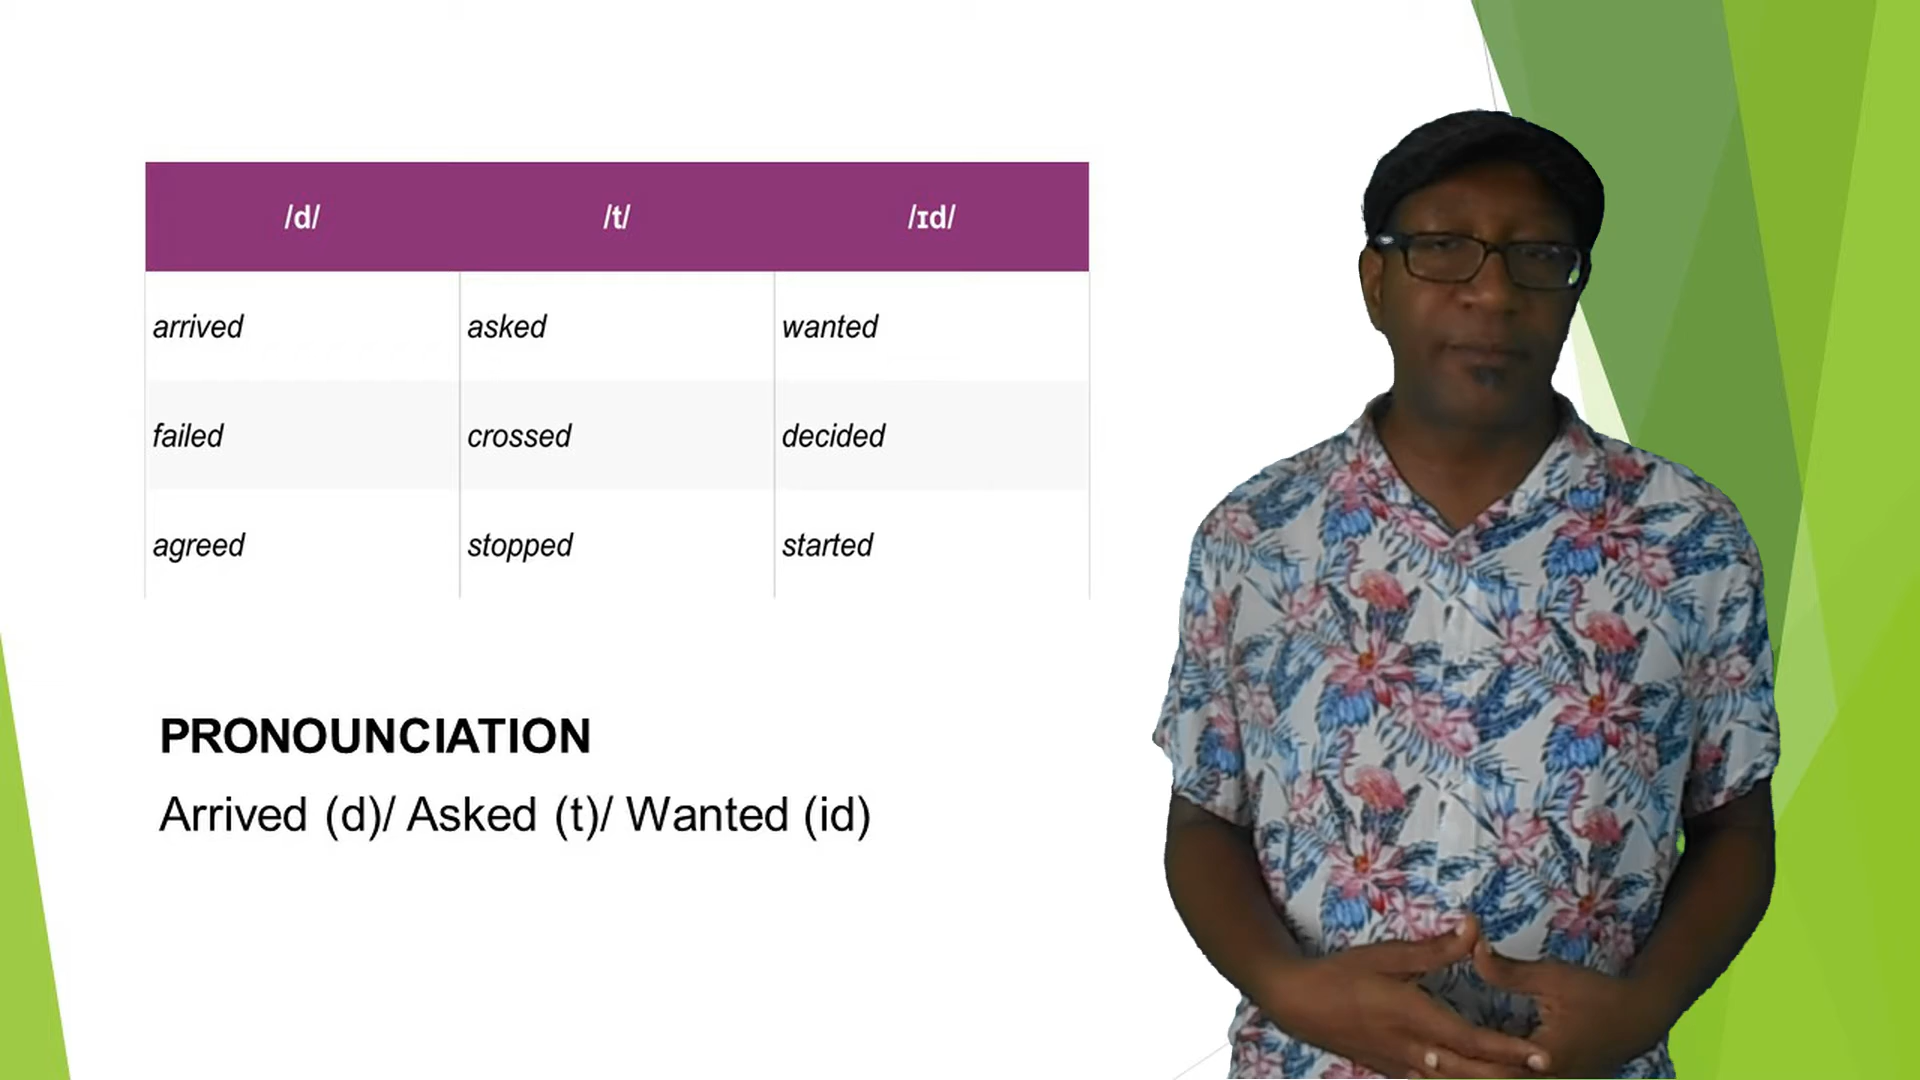 /d/ /t/ /ɪd/
arrived asked wanted
failed crossed decided
agreed stopped started
PRONOUNCIATION
Arrived (d)/ Asked (t)/ Wanted (id)